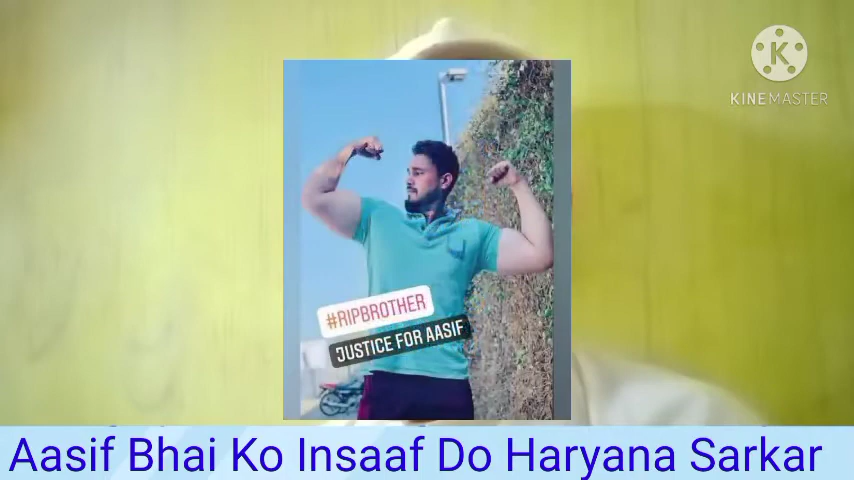 KINEMASTER
#RIPBROTHER
JUSTICE FOR AASIF
Aasif Bhai Ko Insaaf Do Haryana Sarkar